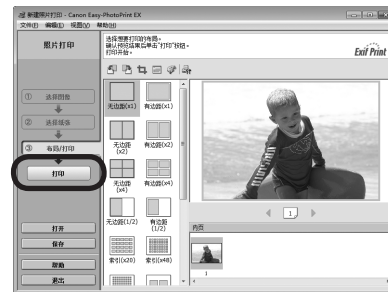 新建照片打印 - Canon Easy-PhotoPrint EX
文件(F) 编辑(E) 视图(V) 帮助(H)
照片打印
选择想要打印的布局。
确认预览结果后单击"打印"按钮。
打印开始。
Exif Print
① 选择图像
② 选择纸张
③ 布局/打印
打印
打开
保存
帮助
退出
无边距(x1) 有边距(x1)
无边距(x2) 有边距(x2)
无边距(x4) 有边距(x4)
无边距(1/2) 有边距(1/2)
索引(x20) 索引(x48)
1
内页
1